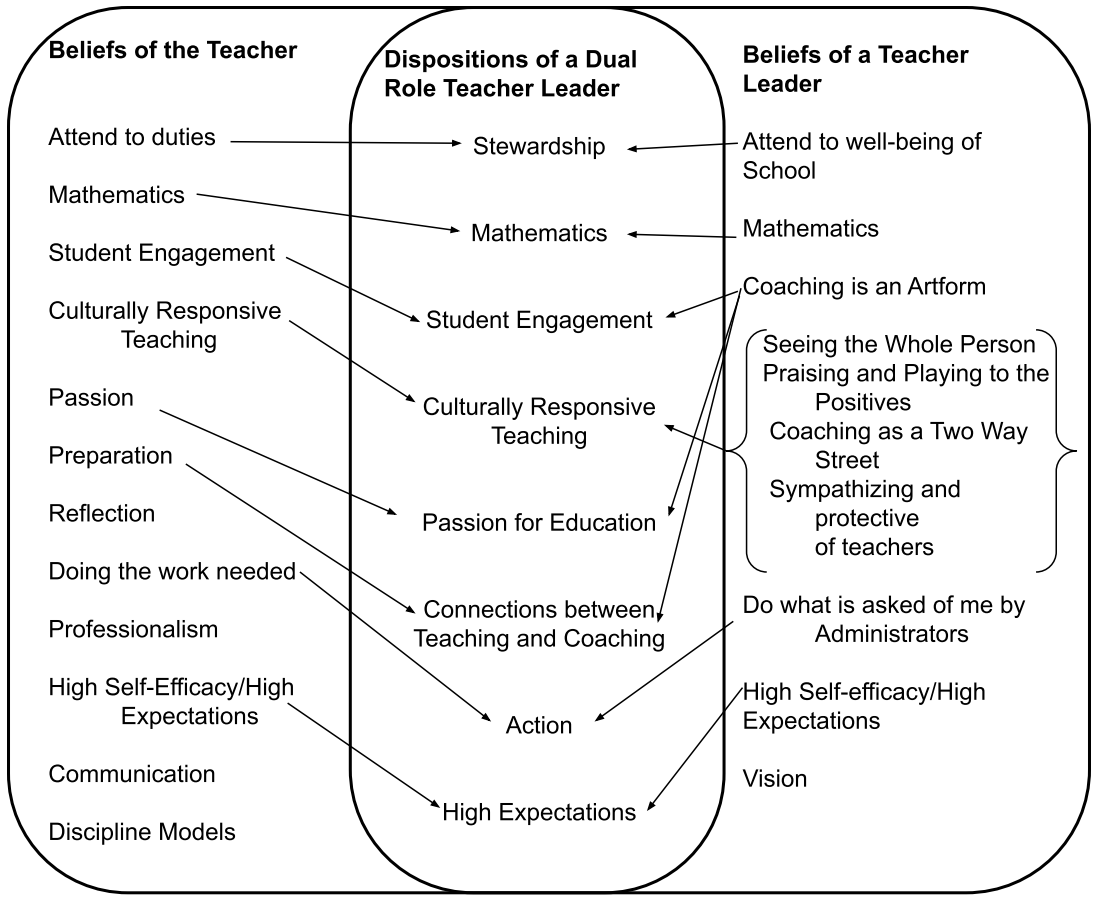 Beliefs of the Teacher
Attend to duties
Mathematics
Student Engagement
Culturally Responsive
Teaching
Passion
Preparation
Reflection
Doing the work needed
Professionalism
High Self-Efficacy/High
Expectations
Communication
Discipline Models
Dispositions of a Dual
Role Teacher Leader
Stewardship
Mathematics
Student Engagement
Culturally Responsive
Teaching
Passion for Education
Connections between
Teaching and Coaching
Action
High Expectations
Beliefs of a Teacher
Leader
Attend to well-being of
School
Mathematics
Coaching is an Artform
Seeing the Whole Person
Praising and Playing to the
Positives
Coaching as a Two Way
Street
Sympathizing and
protective
of teachers
Do what is asked of me by
Administrators
High Self-efficacy/High
Expectations
Vision